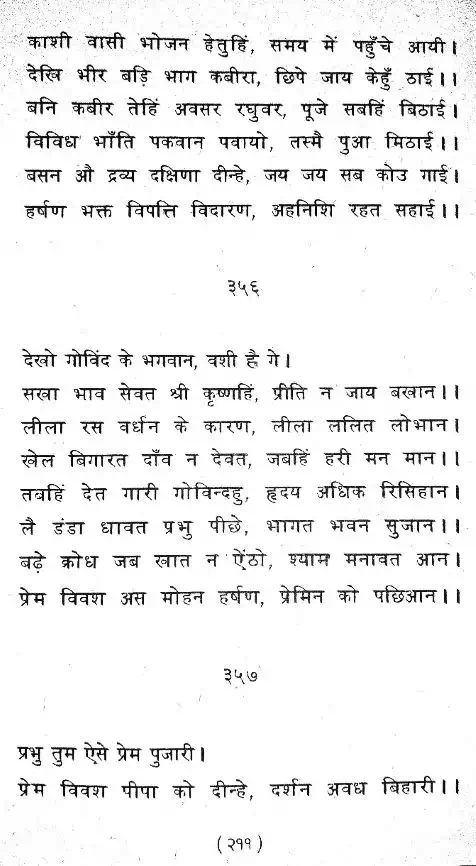 काशी वासी भोजन हेतुहिं, समय में पहुँचे आयी।
देखि भीर बड़ि भाग कबीरा, छिपे जाय केहुँ ठाई।।
बनि कबीर तेहिं अवसर रघुवर, पूजे सबहिं बिठाई।
विविध भाँति पकवान पवायो, तस्मै पुआ मिठाई।।
बसन औ द्रव्य दक्षिणा दीन्हे, जय जय सब कोउ गाई।
हर्षण भक्त विपत्ति विदारण, अहनिशि रहत सहाई।।
३५६
देखो गोविंद के भगवान, वशी है गे।
सखा भाव सेवत श्री कृष्णहिं, प्रीति न जाय बखान।।
लीला रस वर्धन के कारण, लीला ललित लोभान।
खेल बिगारत दाँव न देवत, जबहिं हरी मन मान।।
तबहिं देत गारी गोविन्दहु, हृदय अधिक रिसिहान।
लै डंडा धावत प्रभु पीछे, भागत भवन सुजान।।
बढ़े क्रोध जब खात न ऐंठो, श्याम मनावत आन।
प्रेम विवश अस मोहन हर्षण, प्रेमिन को पछिआन।।
३५७
प्रभु तुम ऐसे प्रेम पुजारी।
प्रेम विवश पीपा को दीन्हे, दर्शन अवध बिहारी।।
(२११)